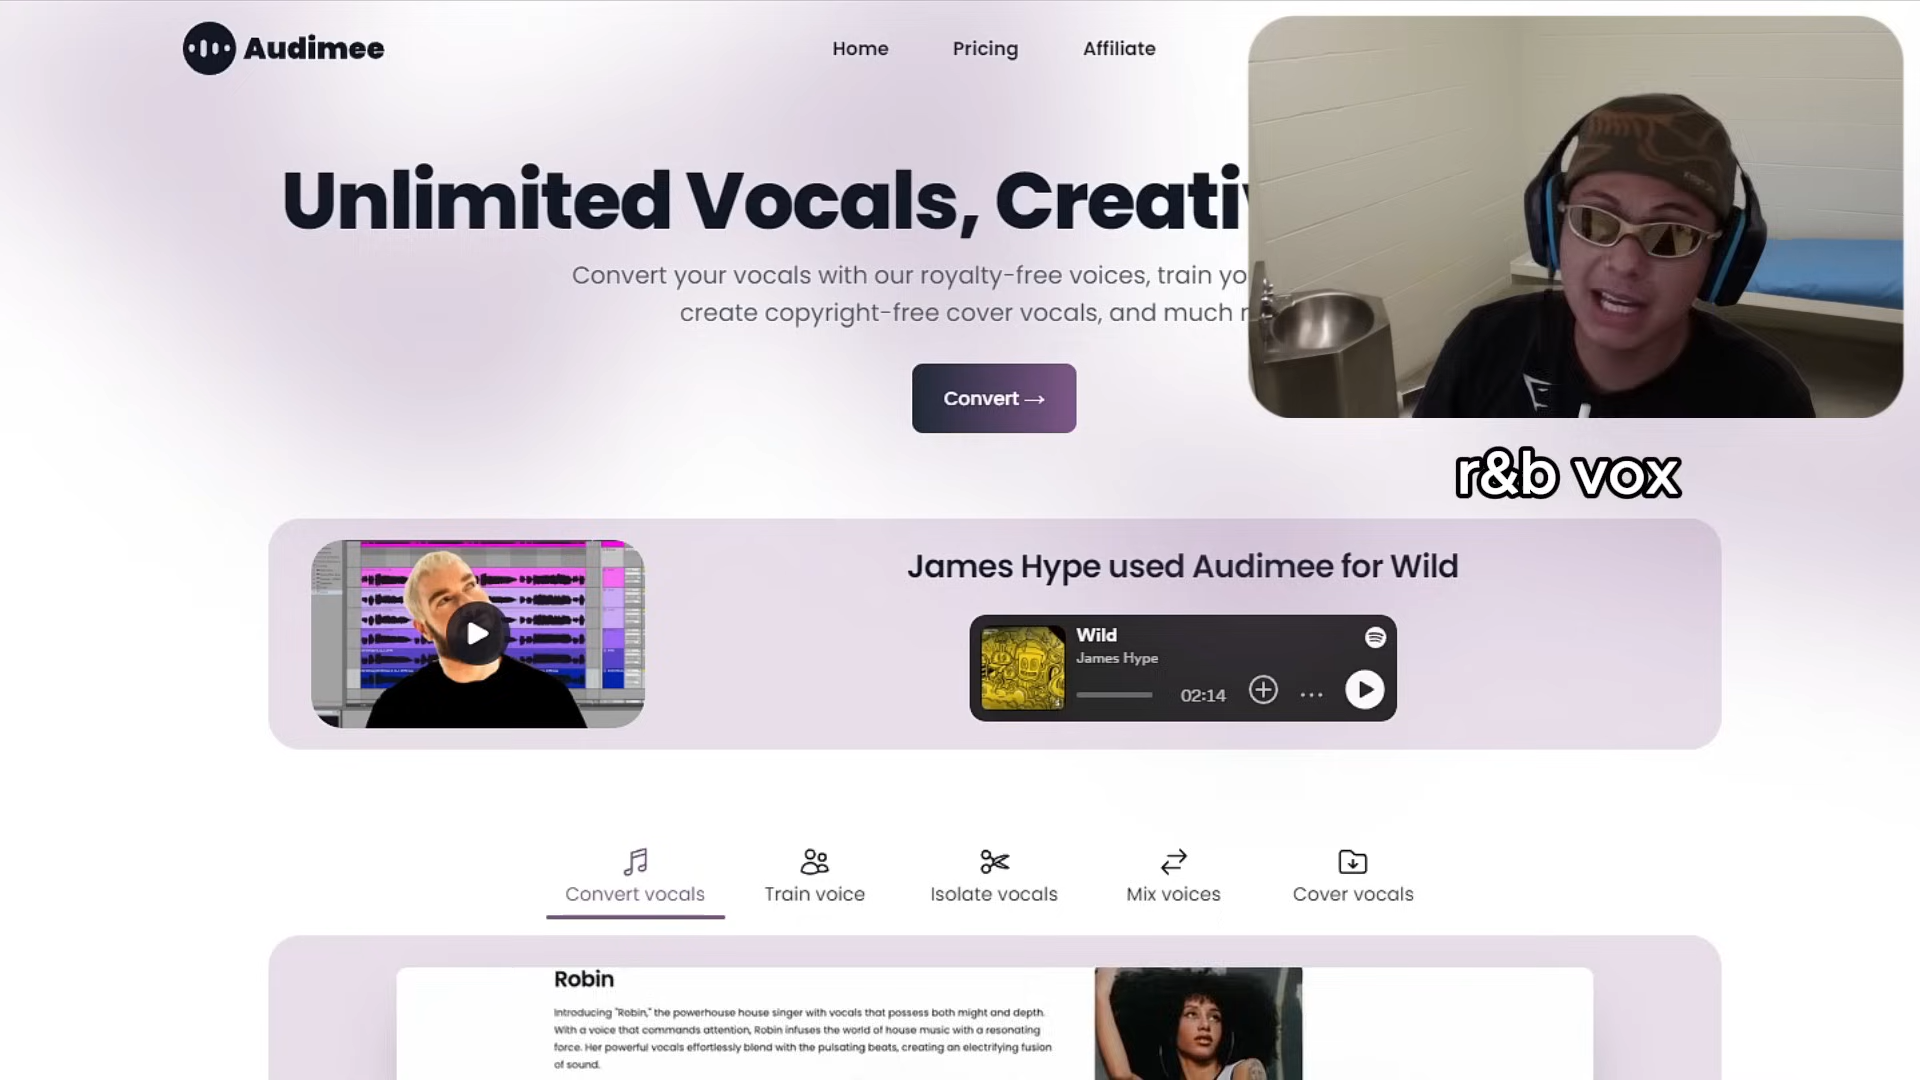 Audimee
Home
Pricing
Affiliate
Unlimited Vocals, Creati
Convert your vocals with our royalty-free voices, train yo
create copyright-free cover vocals, and much
Convert →
r&b vox
James Hype used Audimee for Wild
Wild
James Hype
02:14
Convert vocals
Train voice
Isolate vocals
Mix voices
Cover vocals
Robin
Introducing "Robin," the powerhouse house singer with vocals that possess both might and depth.
With a voice that commands attention, Robin infuses the world of house music with a resonating
force. Her powerful vocals effortlessly blend with the pulsating beats, creating an electrifying fusion
of sound.